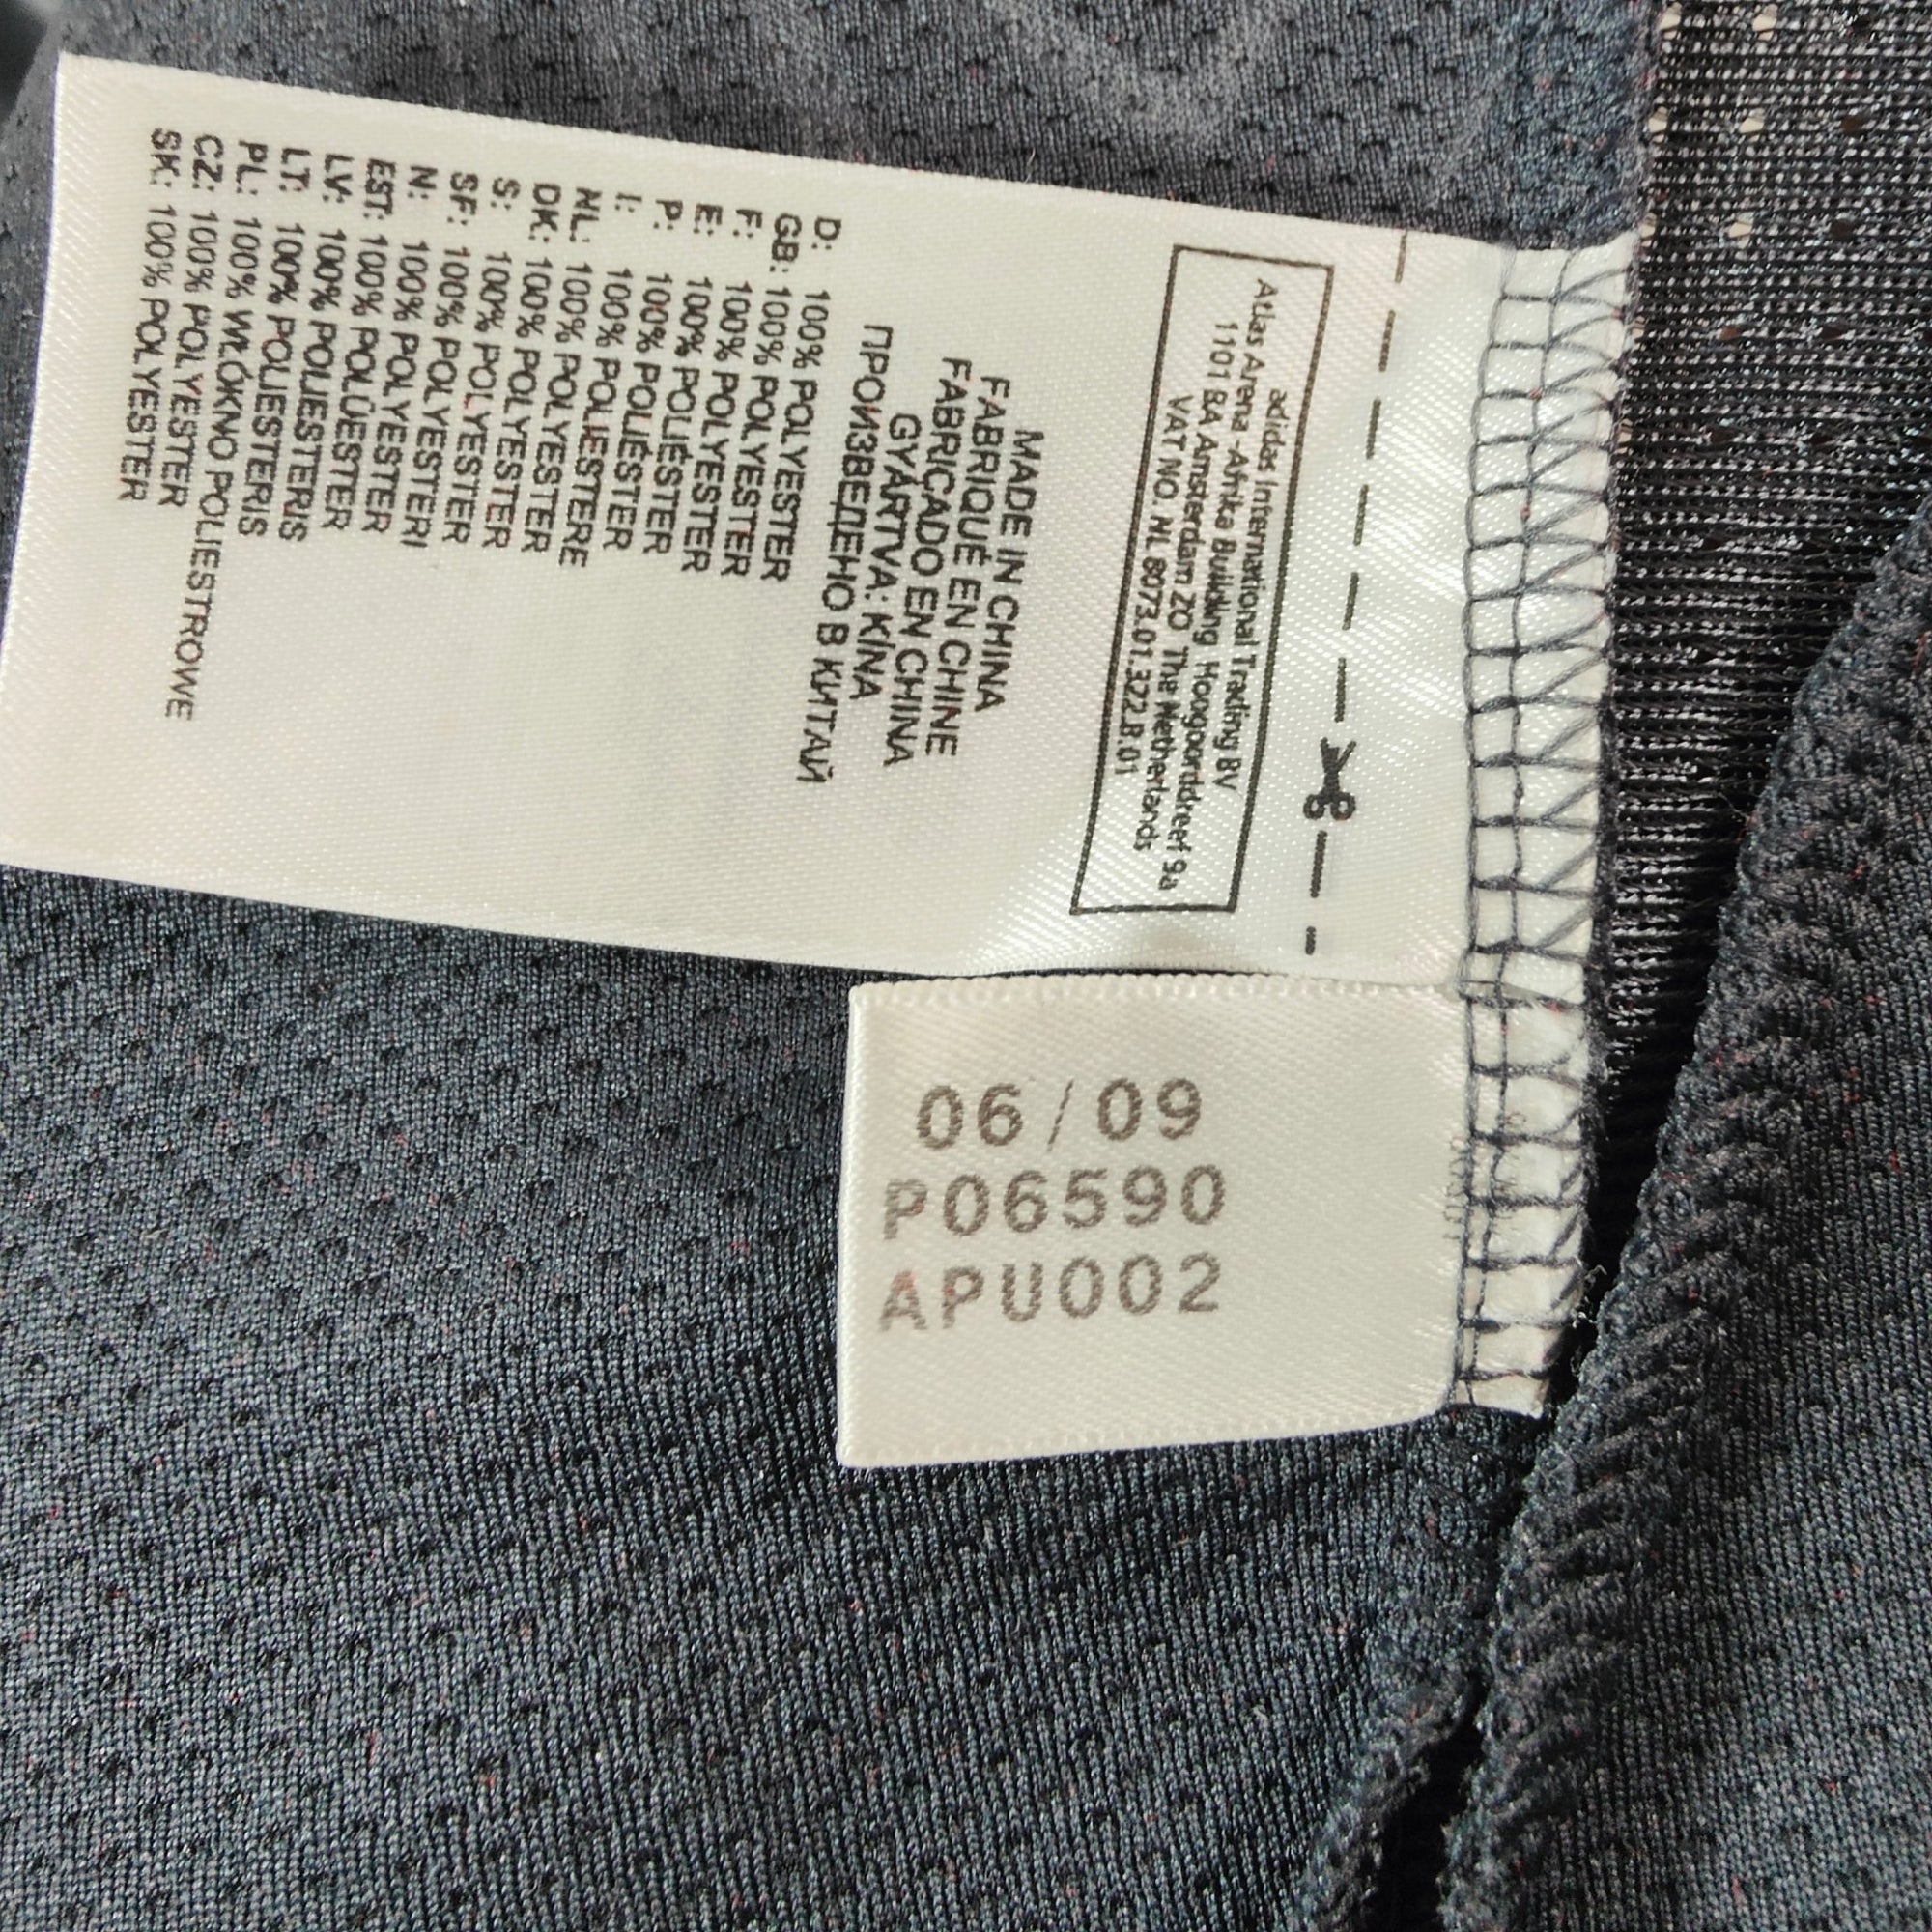 adidas International Trading BV
Atlas Arena -Afrika Building Hoogoorddreef 9a
1101 BA Amsterdam ZO The Netherlands
VAT NO. NL 8073.01.322.B.01
MADE IN CHINA
FABRIQUÉ EN CHINE
FABRICADO EN CHINA
GYÁRTVA: KÍNA
ПРОИЗВЕДЕНО В КИТАЙ
D: 100% POLYESTER
GB: 100% POLYESTER
F: 100% POLYESTER
E: 100% POLIÉSTER
P: 100% POLIÉSTER
I: 100% POLIESTERE
NL: 100% POLYESTER
DK: 100% POLYESTER
S: 100% POLYESTER
SF: 100% POLYESTERI
N: 100% POLYESTER
EST: 100% POLÜESTER
LV: 100% POLIESTERIS
LT: 100% POLIESTERIS
PL: 100% WŁÓKNO POLIESTROWE
CZ: 100% POLYESTER
SK: 100% POLYESTER
06/09
P06590
APU002